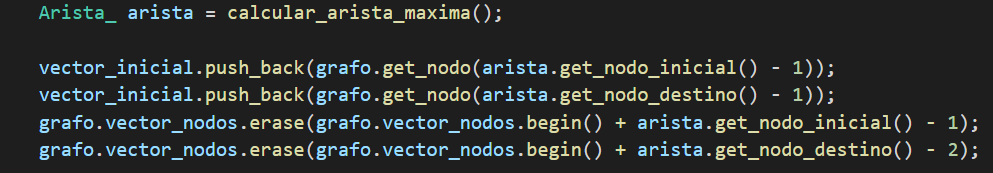 Arista_ arista = calcular_arista_maxima();
vector_inicial.push_back(grafo.get_nodo(arista.get_nodo_inicial() - 1));
vector_inicial.push_back(grafo.get_nodo(arista.get_nodo_destino() - 1));
grafo.vector_nodos.erase(grafo.vector_nodos.begin() + arista.get_nodo_inicial() - 1);
grafo.vector_nodos.erase(grafo.vector_nodos.begin() + arista.get_nodo_destino() - 2);